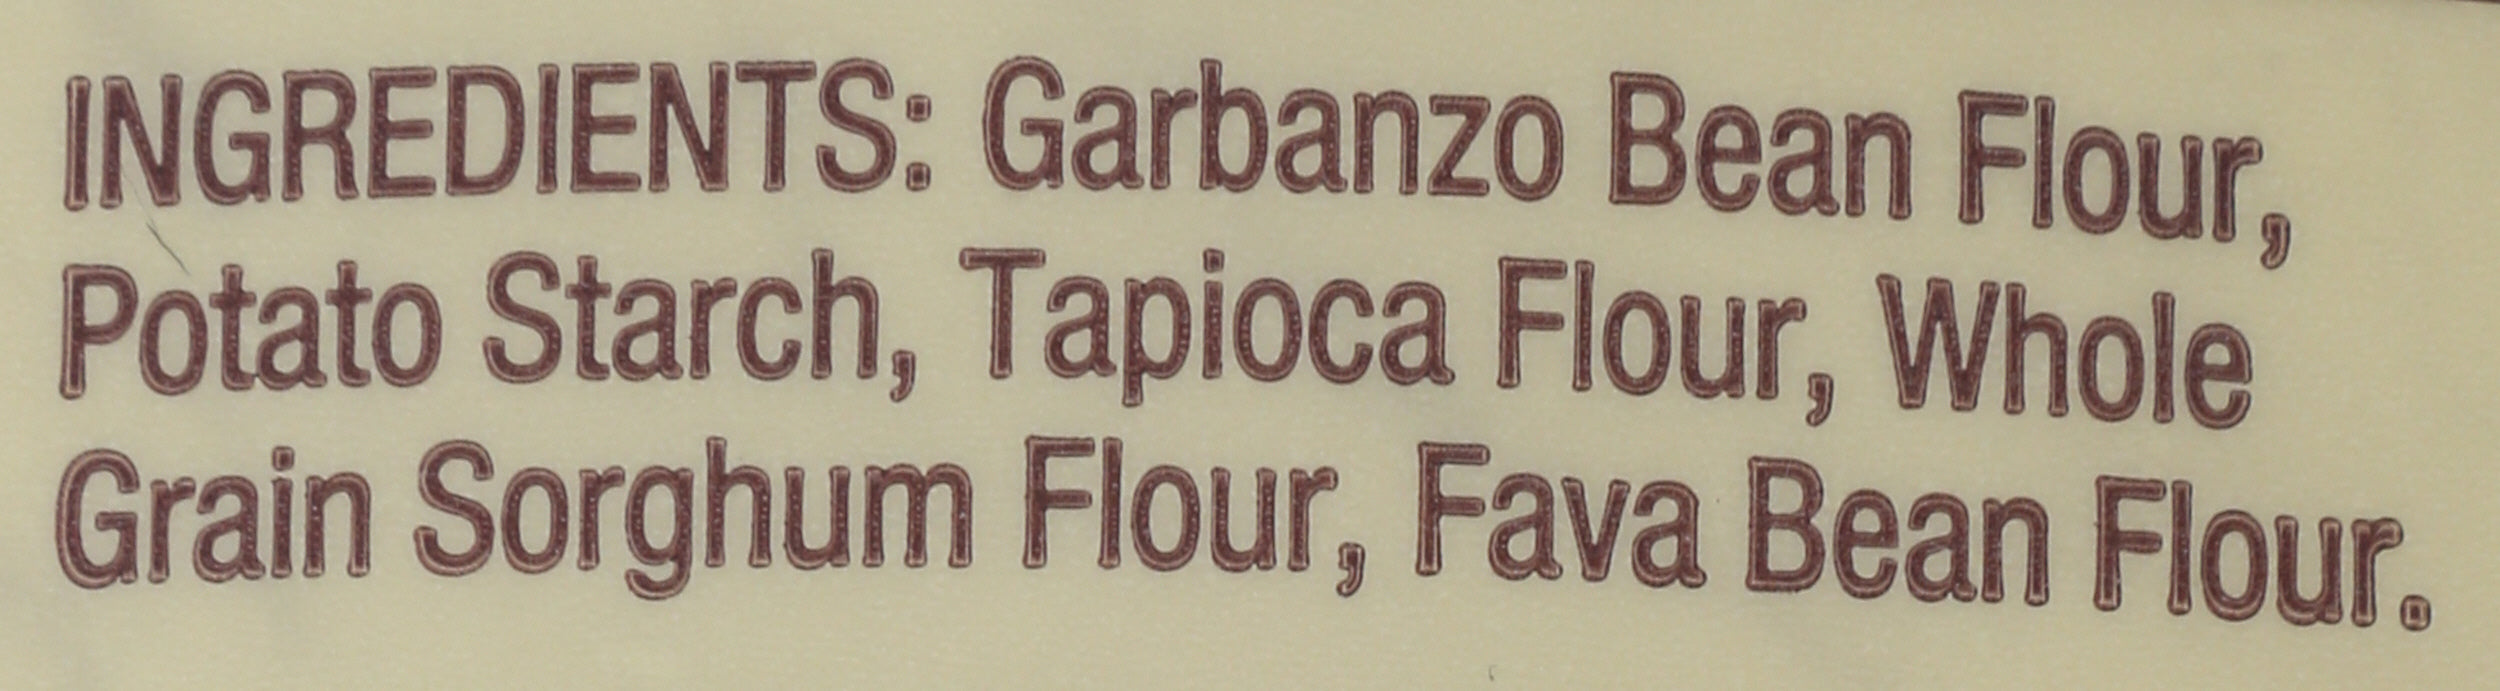 INGREDIENTS: Garbanzo Bean Flour,
Potato Starch, Tapioca Flour, Whole
Grain Sorghum Flour, Fava Bean Flour.